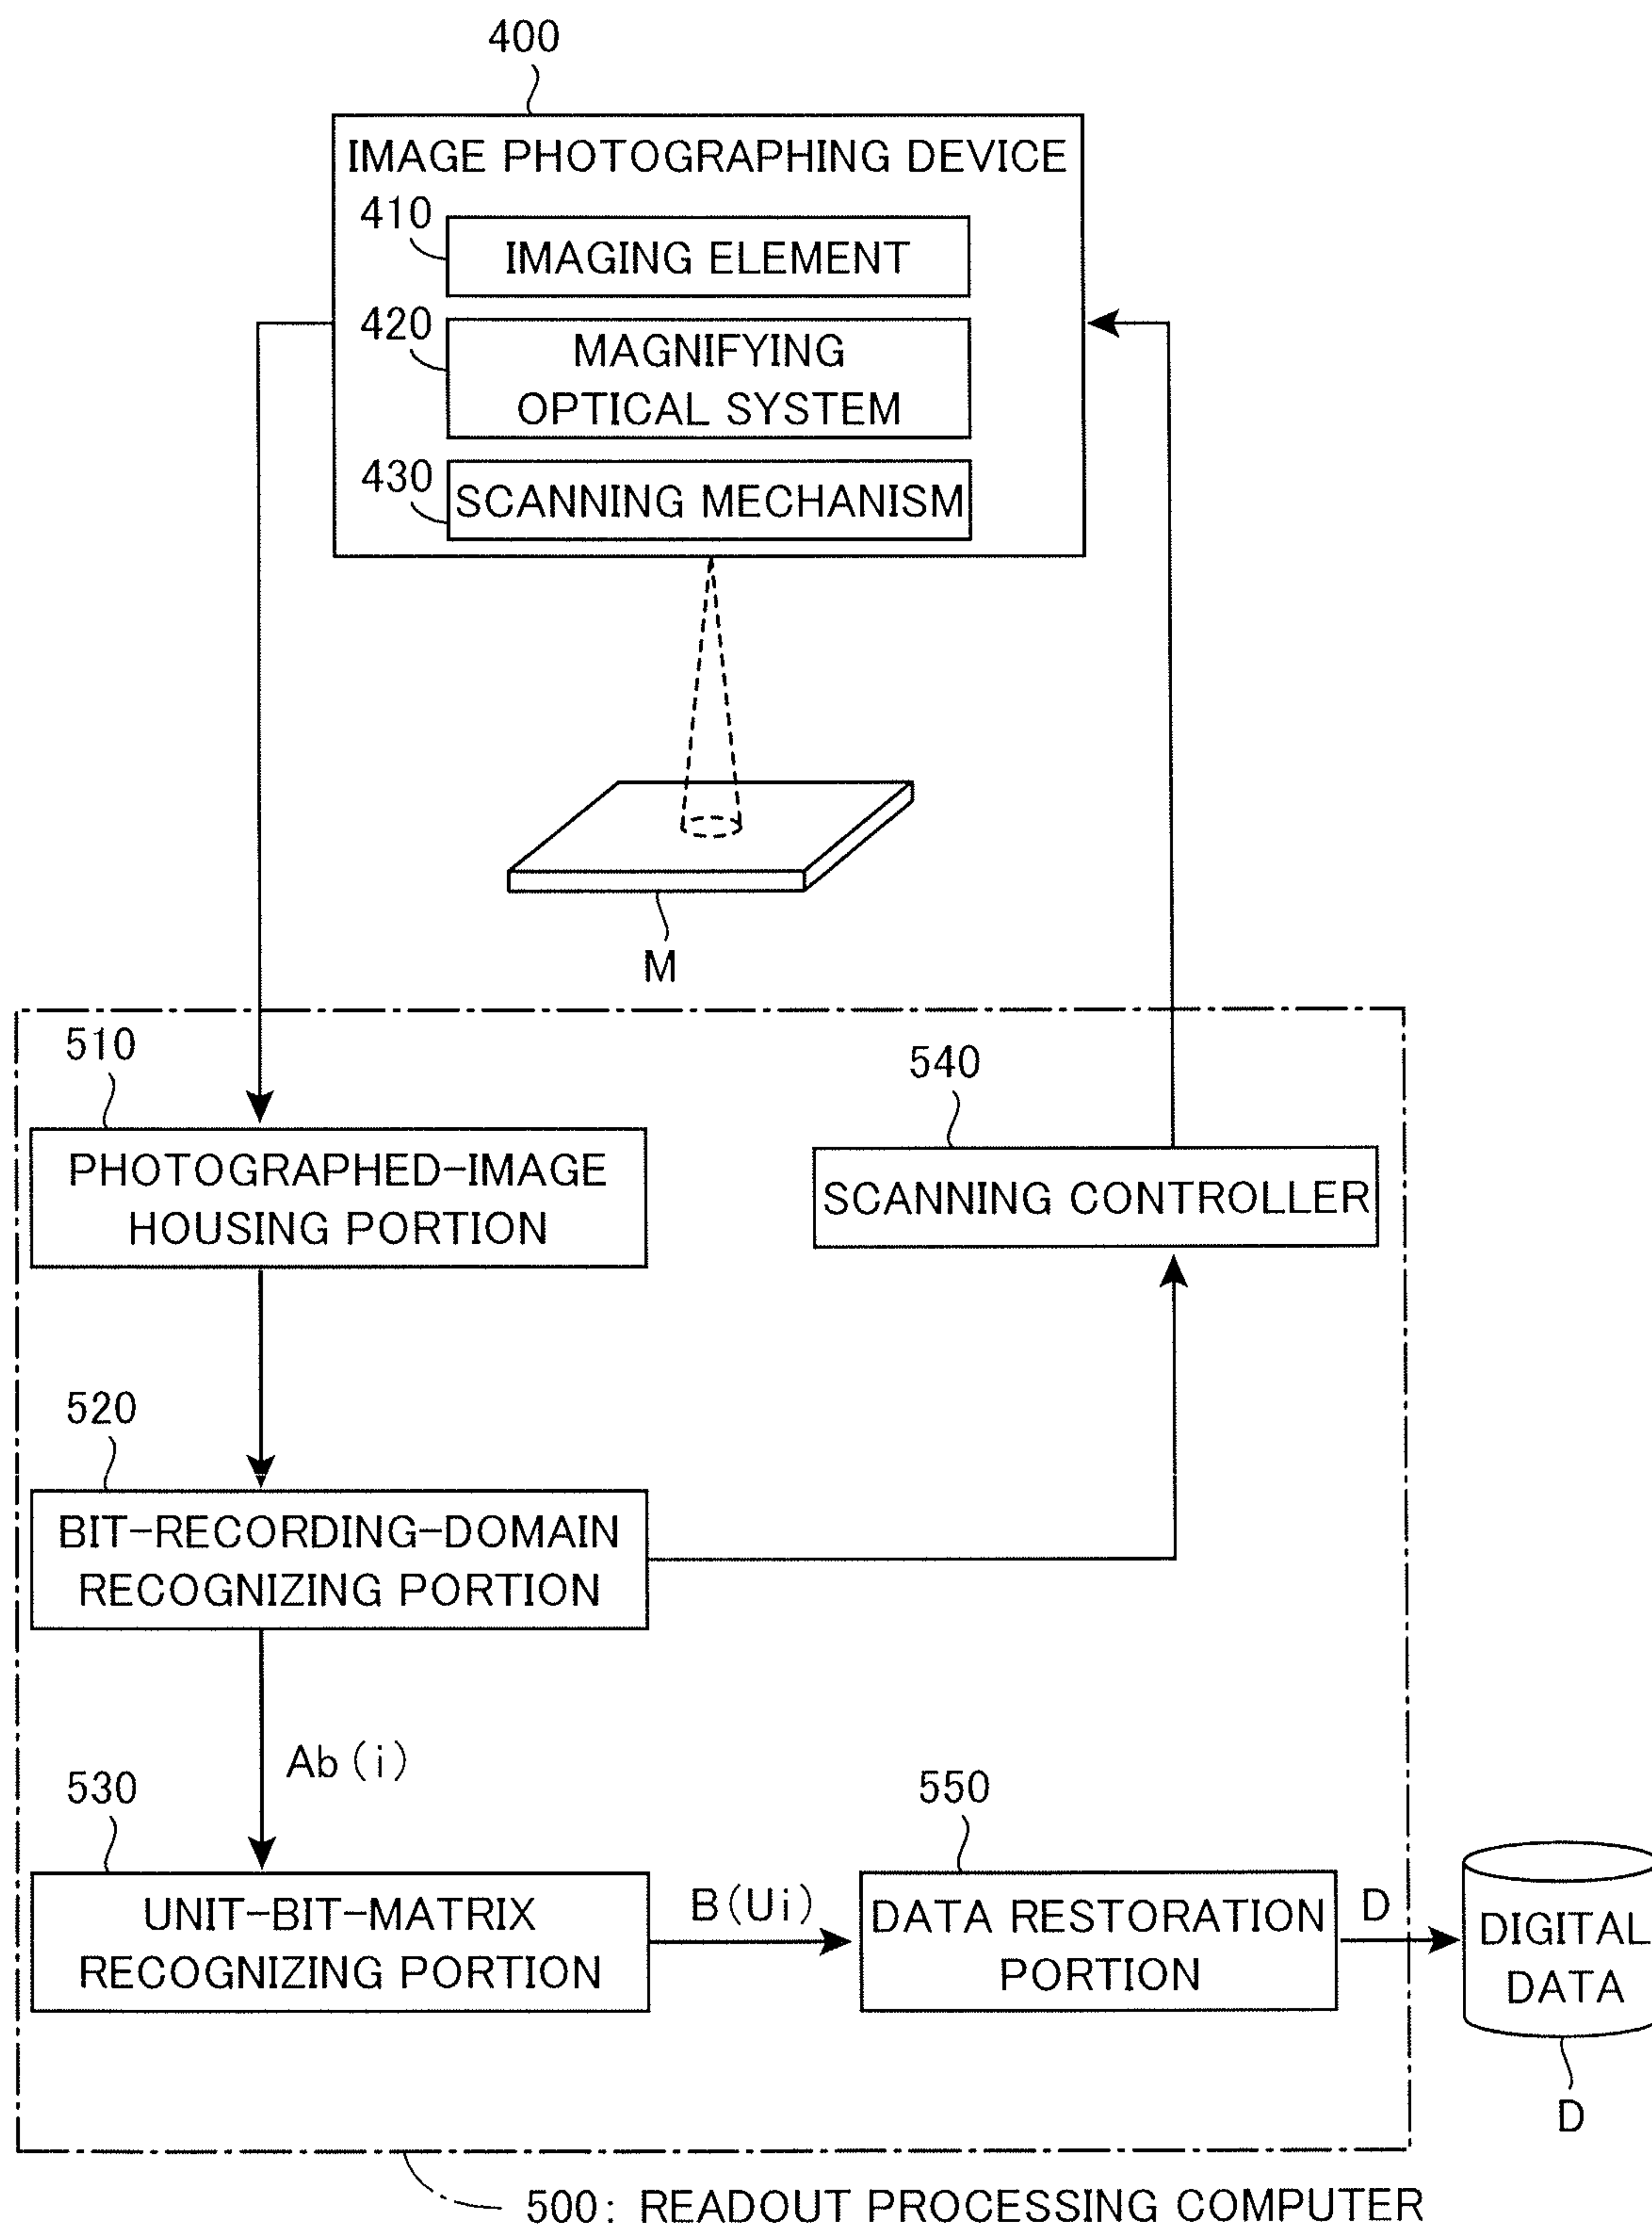 400
IMAGE PHOTOGRAPHING DEVICE
410
IMAGING ELEMENT
420
MAGNIFYING
OPTICAL SYSTEM
430
SCANNING MECHANISM
M
510
PHOTOGRAPHED-IMAGE
HOUSING PORTION
540
SCANNING CONTROLLER
520
BIT-RECORDING-DOMAIN
RECOGNIZING PORTION
Ab(i)
530
UNIT-BIT-MATRIX
RECOGNIZING PORTION
B(Ui)
550
DATA RESTORATION
PORTION
D
DIGITAL
DATA
D
500: READOUT PROCESSING COMPUTER